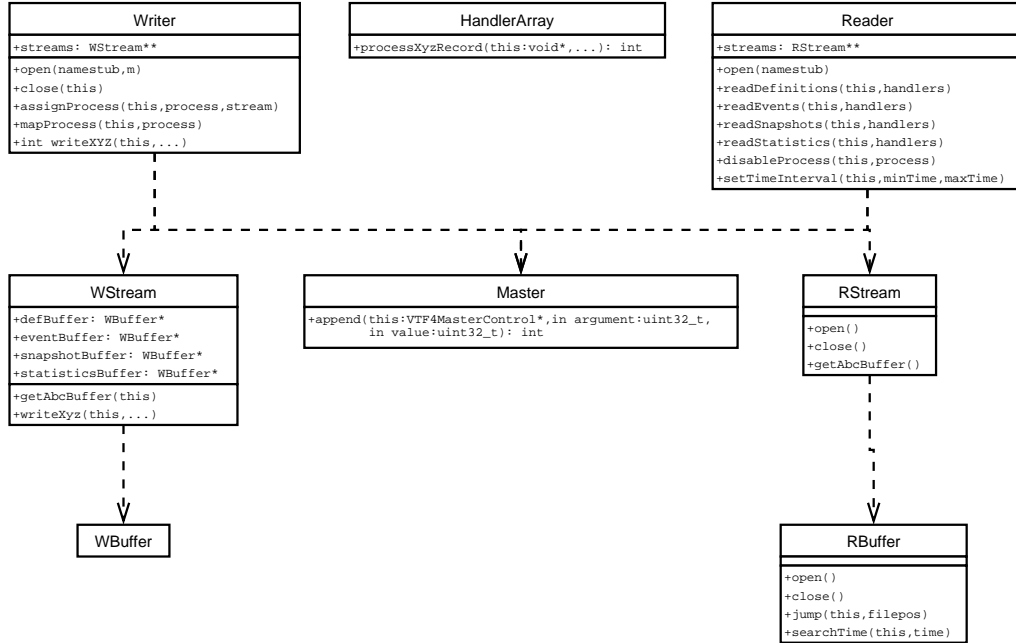 Writer
+streams: WStream**
+open(namestub,m)
+close(this)
+assignProcess(this,process,stream)
+mapProcess(this,process)
+int writeXYZ(this,...)
HandlerArray
+processXyzRecord(this:void*,...): int
Reader
+streams: RStream**
+open(namestub)
+readDefinitions(this,handlers)
+readEvents(this,handlers)
+readSnapshots(this,handlers)
+readStatistics(this,handlers)
+disableProcess(this,process)
+setTimeInterval(this,minTime,maxTime)
WStream
+defBuffer: WBuffer*
+eventBuffer: WBuffer*
+snapshotBuffer: WBuffer*
+statisticsBuffer: WBuffer*
+getAbcBuffer(this)
+writeXyz(this,...)
Master
+append(this:VTF4MasterControl*,in argument:uint32_t,
in value:uint32_t): int
RStream
+open()
+close()
+getAbcBuffer()
WBuffer
RBuffer
+open()
+close()
+jump(this,filepos)
+searchTime(this,time)